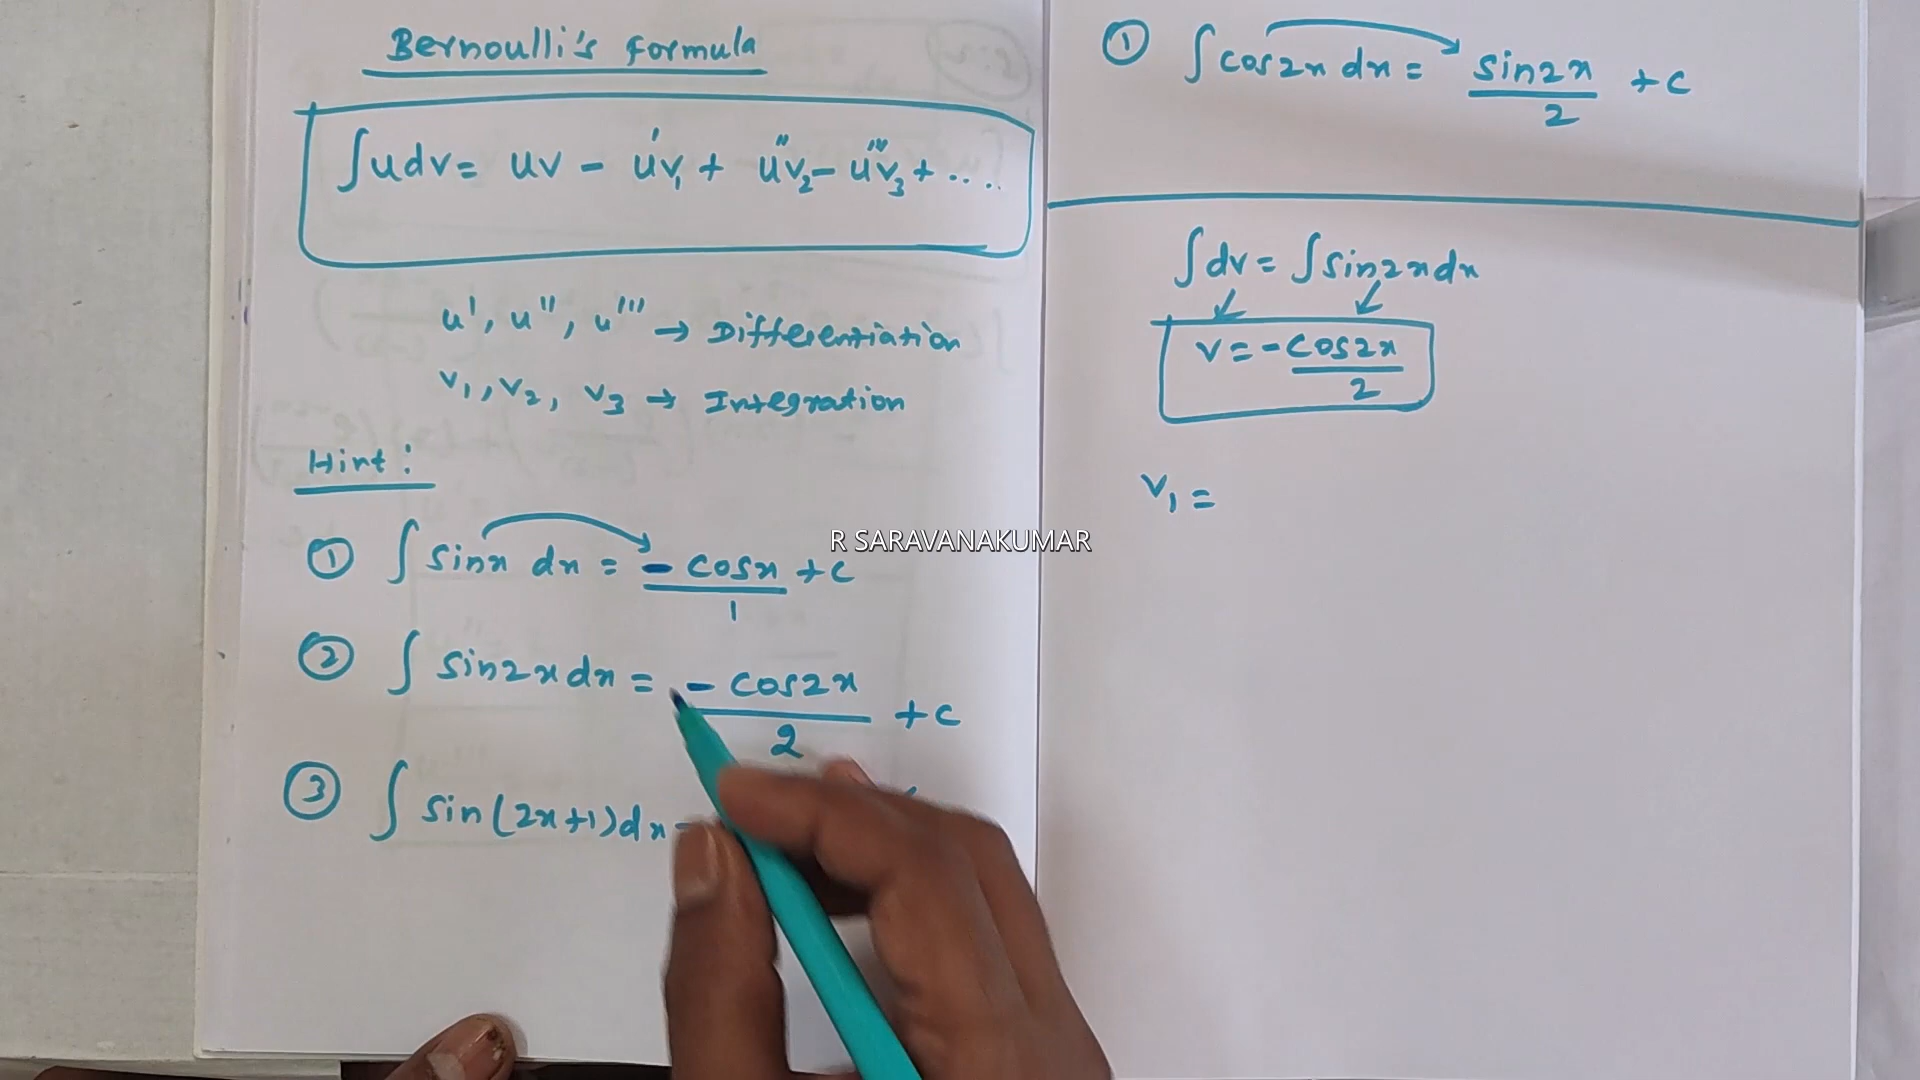 Bernoulli's Formula
∫udv = uv - u'v₁ + u''v₂ - u'''v₃ + ....
u', u'', u''' → Differentiation
v₁, v₂, v₃ → Integration
Hint:
① ∫ sinx dx = - cosx/1 + c
② ∫ sin2x dx = - cos2x/2 + c
③ ∫ sin(2x+1)dx
① ∫ cos2x dx = sin2x/2 + c
∫dv = ∫sin2xdx
v = -cos2x/2
v₁ =
R SARAVANAKUMAR